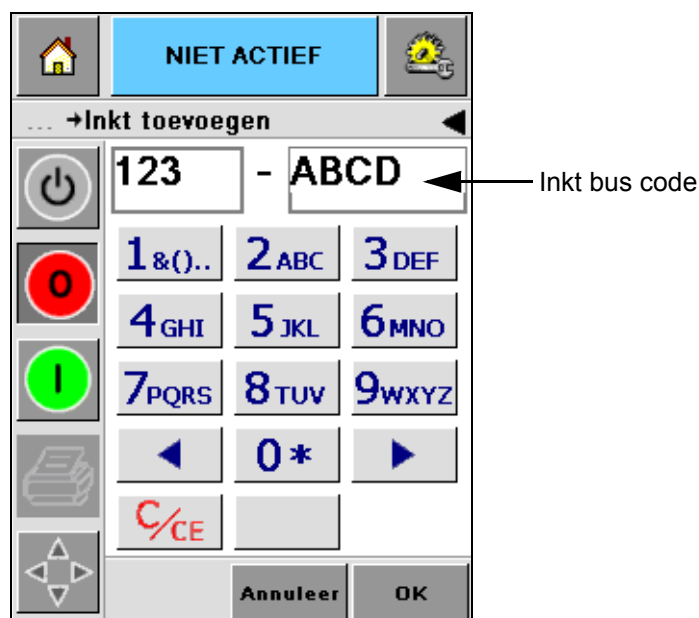 NIET ACTIEF
... →Inkt toevoegen
123 - ABCD
Inkt bus code
1&().. 2ABC 3DEF
O
4GHI 5JKL 6MNO
I
7PQRS 8TUV 9WXYZ
0*
C/CE
Annuleer OK